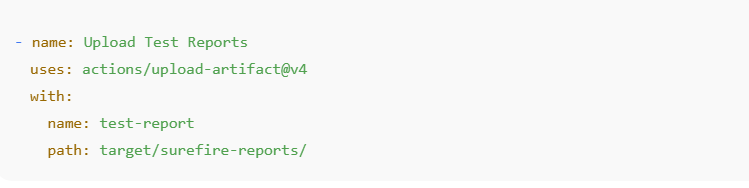 - name: Upload Test Reports
  uses: actions/upload-artifact@v4
  with:
    name: test-report
    path: target/surefire-reports/